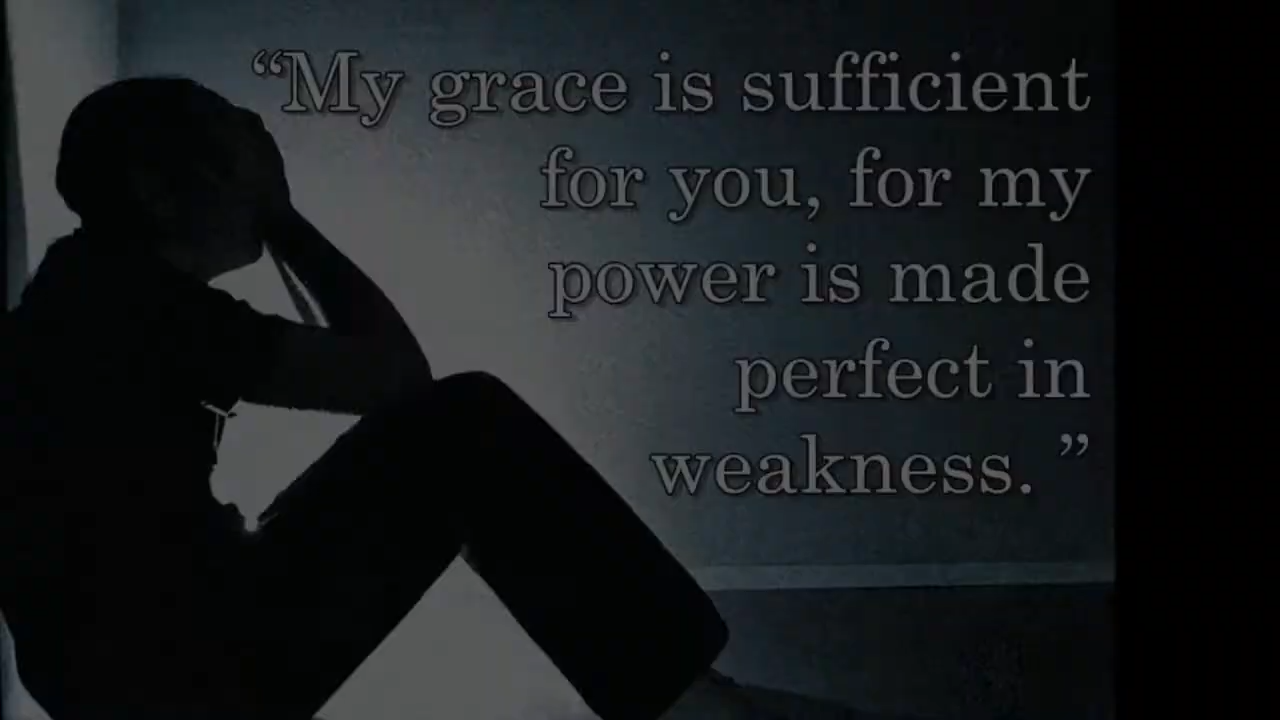 “My grace is sufficient
for you, for my
power is made
perfect in
weakness. ”